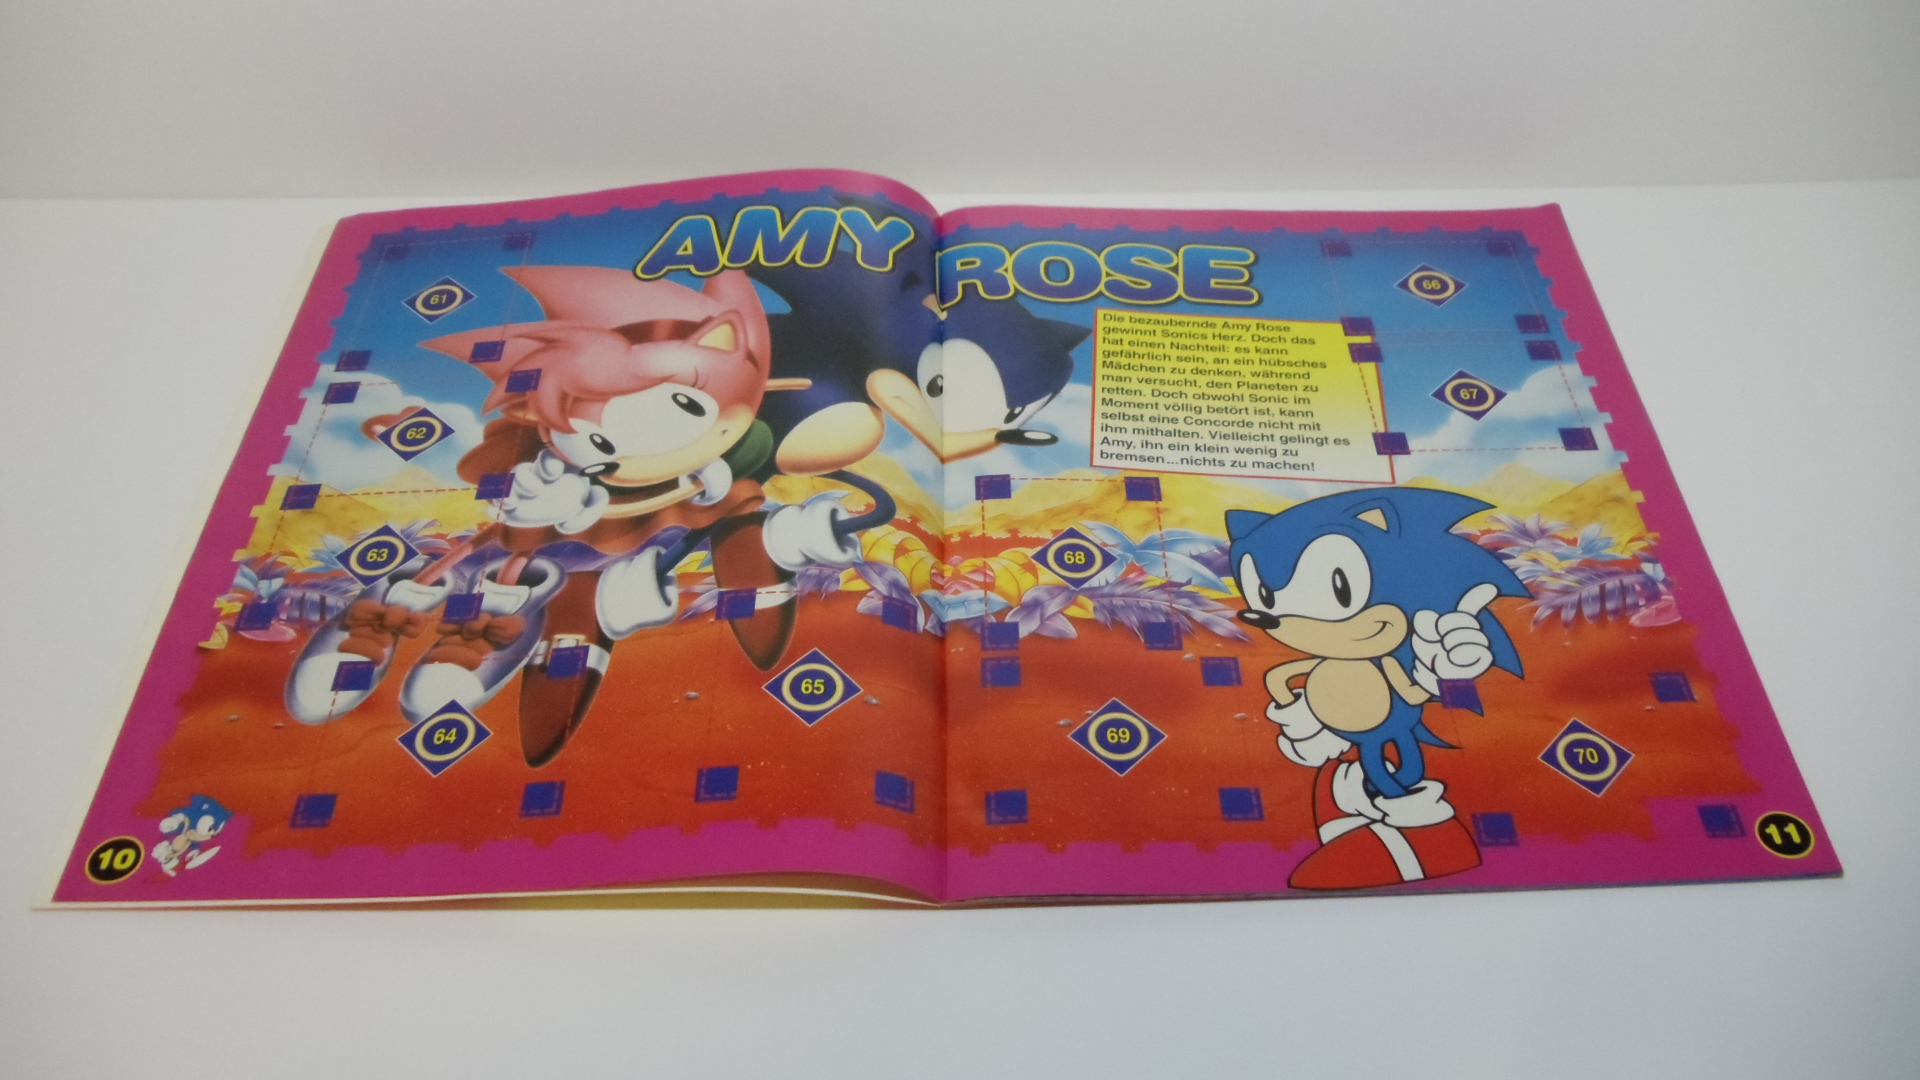 AMY ROSE
61
62
63
64
65
66
67
68
69
70
Die bezaubernde Amy Rose
gewinnt Sonics Herz. Doch das
hat einen Nachteil: es kann
gefährlich sein, an ein hübsches
Mädchen zu denken, während
man versucht, den Planeten zu
retten. Doch obwohl Sonic im
Moment völlig betört ist, kann
selbst eine Concorde nicht mit
ihm mithalten. Vielleicht gelingt es
Amy, ihn ein klein wenig zu
bremsen...nichts zu machen!
10
11